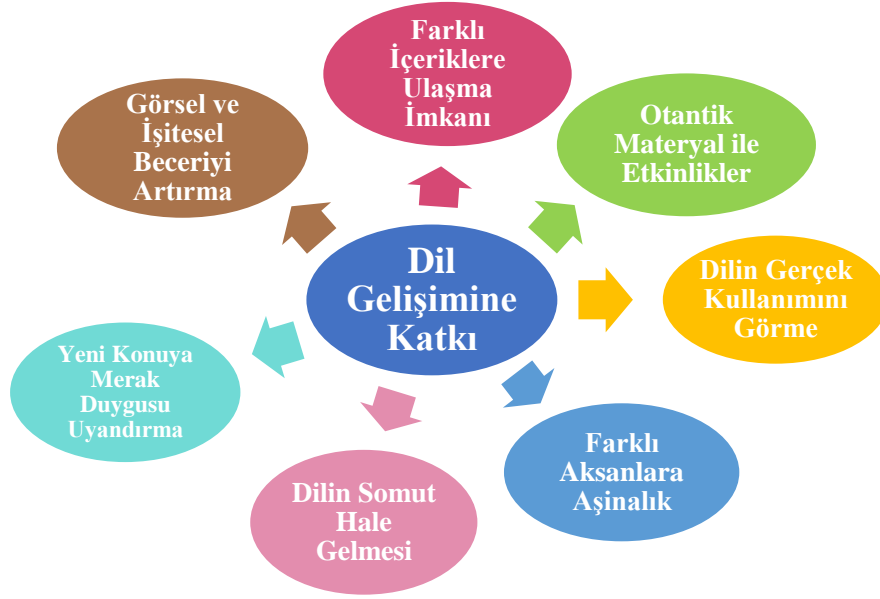 Farklı
İçeriklere
Ulaşma
İmkanı
Görsel ve
İşitesel
Beceriyi
Artırma
Otantik
Materyal ile
Etkinlikler
Dil
Gelişimine
Katkı
Dilin Gerçek
Kullanımını
Görme
Yeni Konuya
Merak
Duygusu
Uyandırma
Farklı
Aksanlara
Aşinalık
Dilin Somut
Hale
Gelmesi